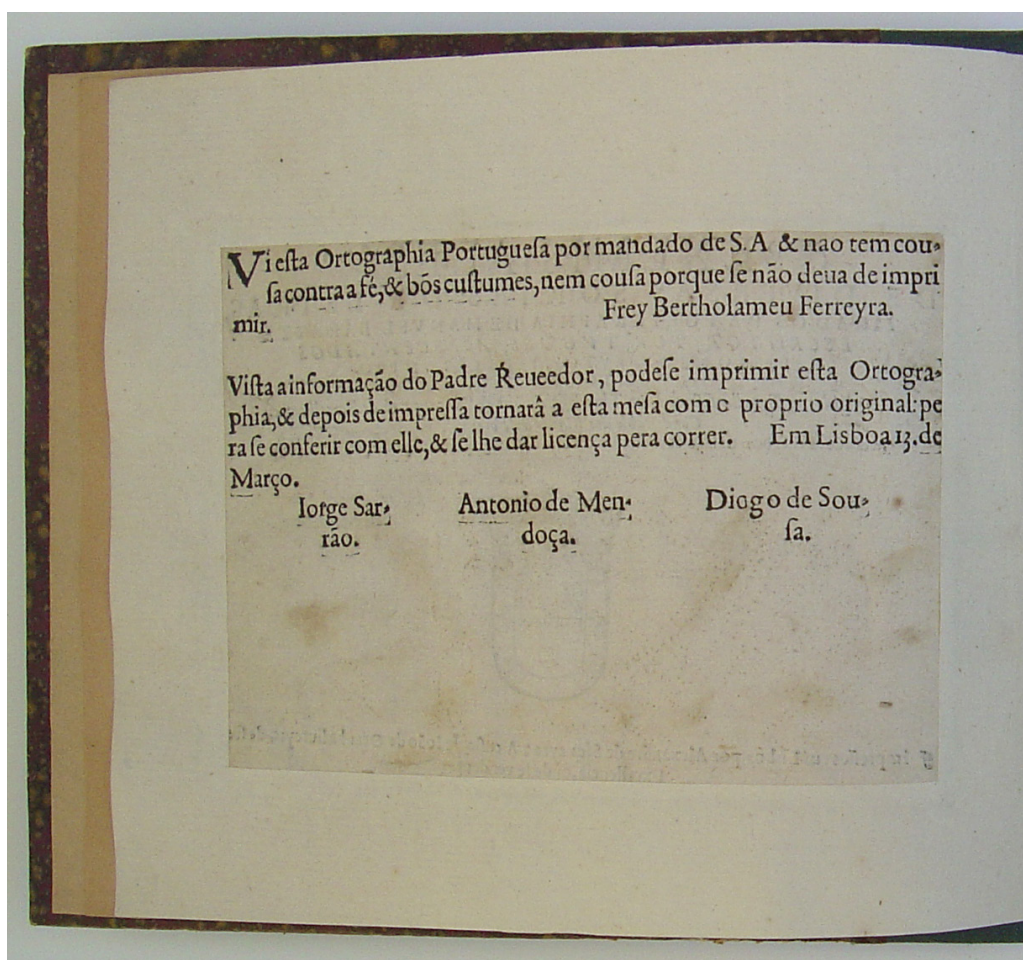 Vi esta Ortographia Portuguesa por mandado de S.A & nao tem cou-
sa contra a fé, & bõs custumes, nem cousa porque se não deua de impri
mir. Frey Bertholameu Ferreyra.
Vista a informação do Padre Reueedor, podese imprimir esta Ortogra-
phia, & depois de impressa tornarâ a esta mesa com o proprio original: pe
ra se conferir com elle, & se lhe dar licença pera correr. Em Lisboa 13. de
Março.
Iorge Sar- Antonio de Men- Diogo de Sou-
rão. doça. sa.